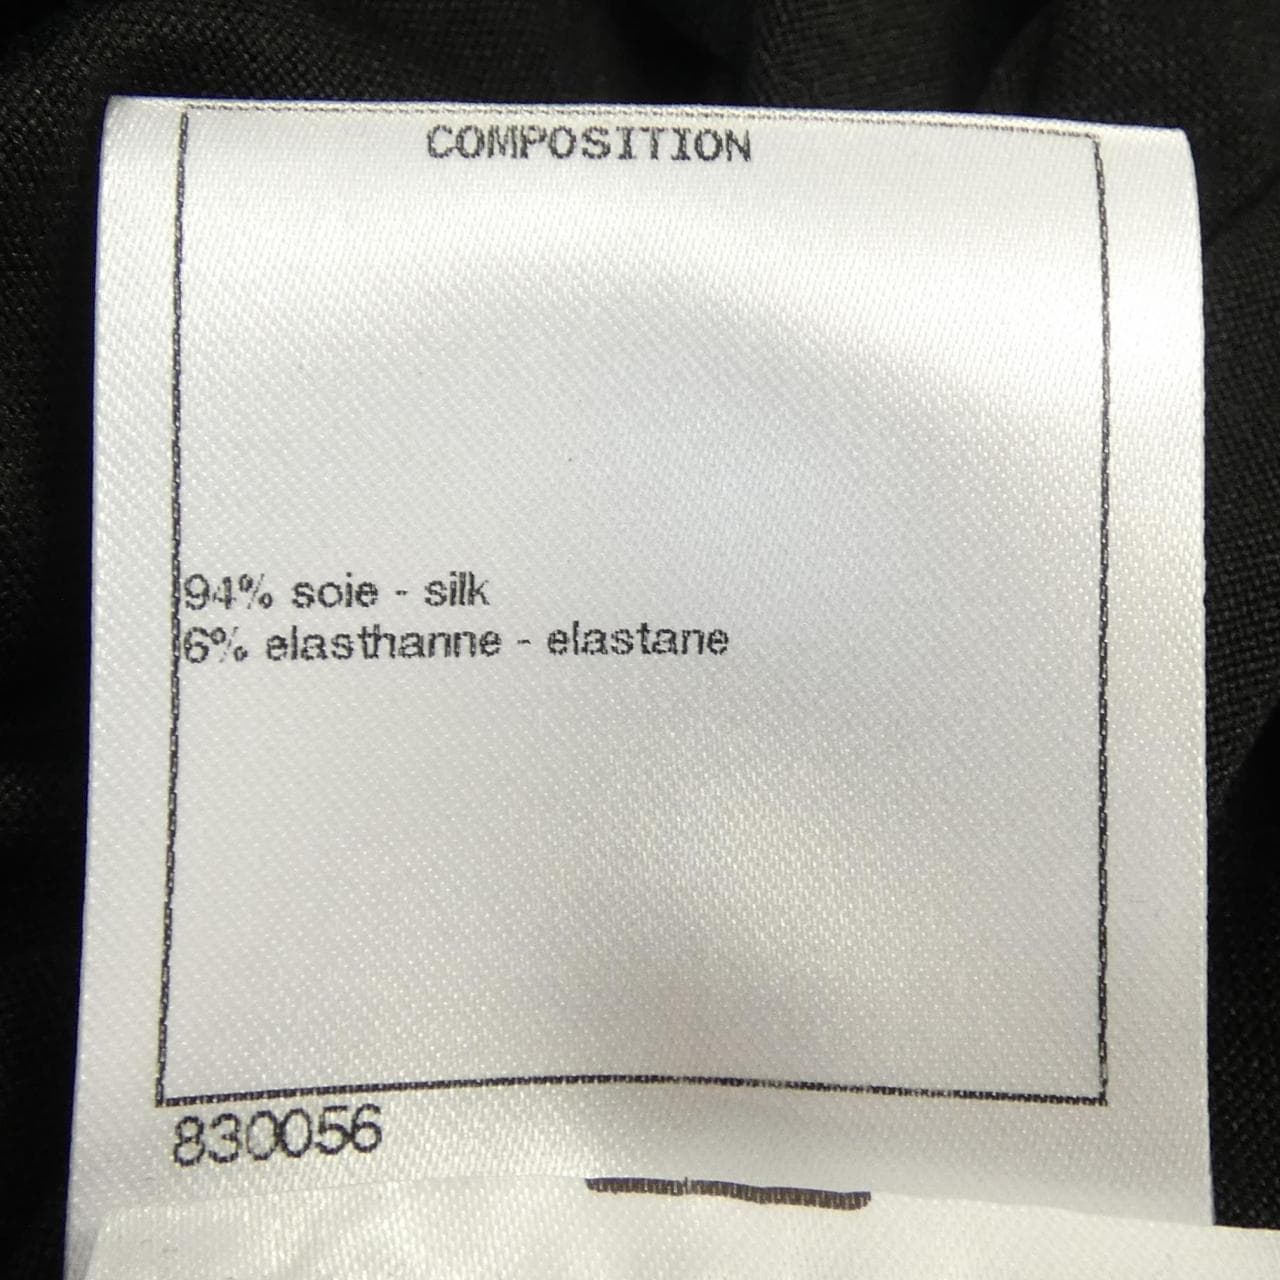 COMPOSITION
94% soie - silk
6% elasthanne - elastane
830056